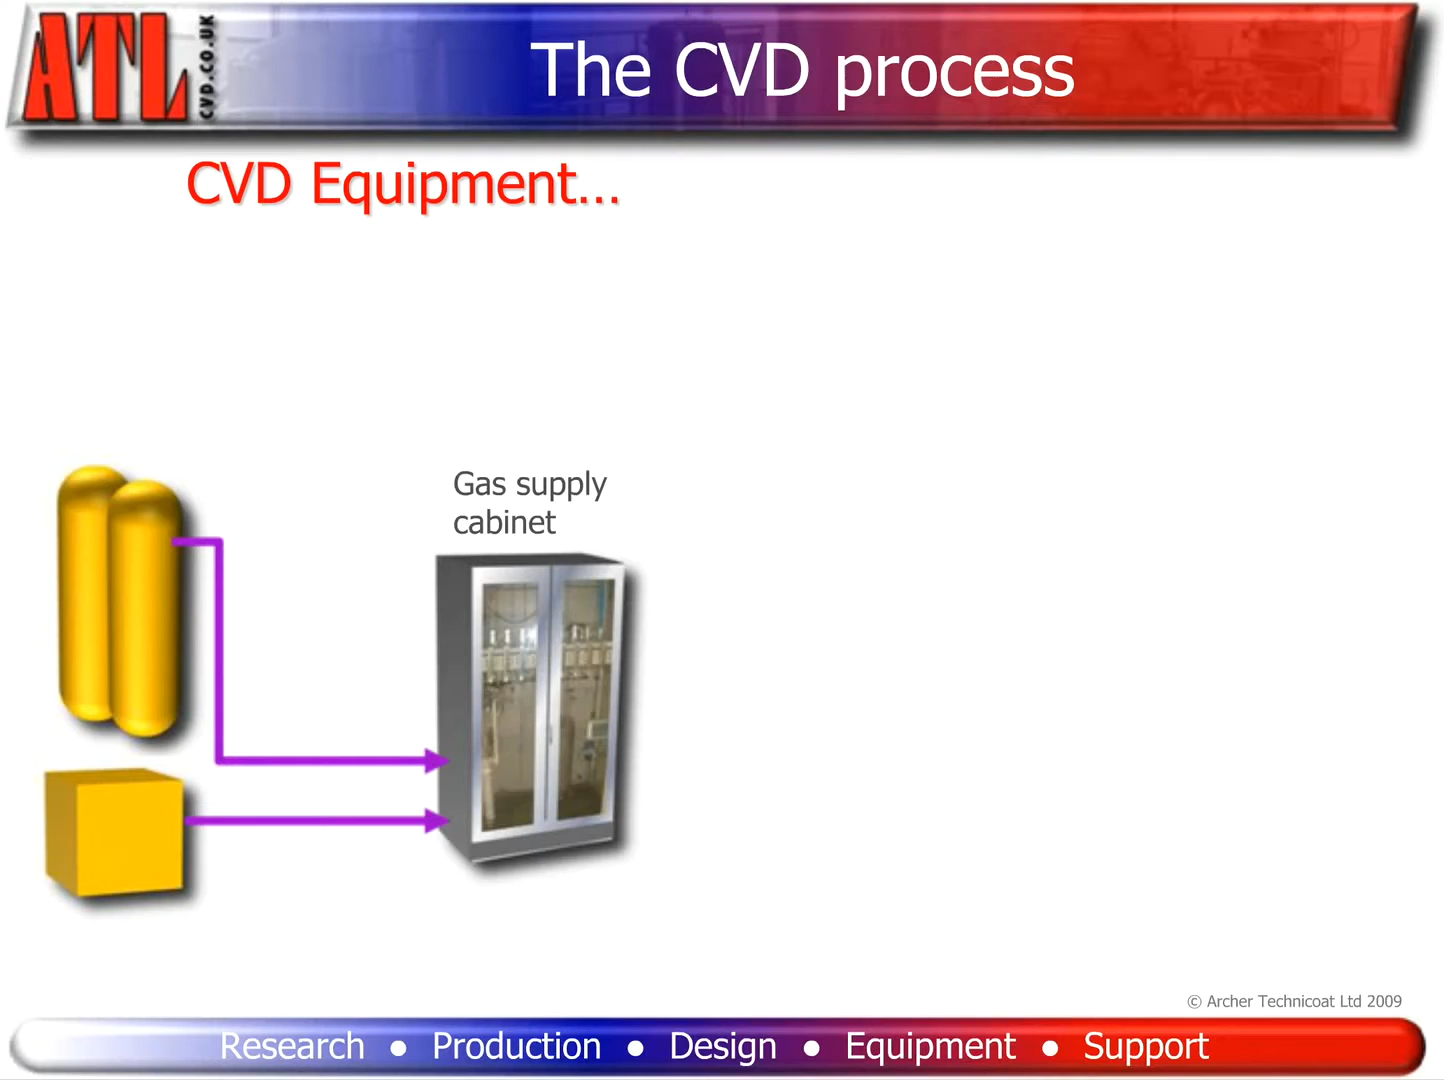 ATL
CVD.CO.UK
The CVD process
CVD Equipment...
Gas supply
cabinet
© Archer Technicoat Ltd 2009
Research ● Production ● Design ● Equipment ● Support